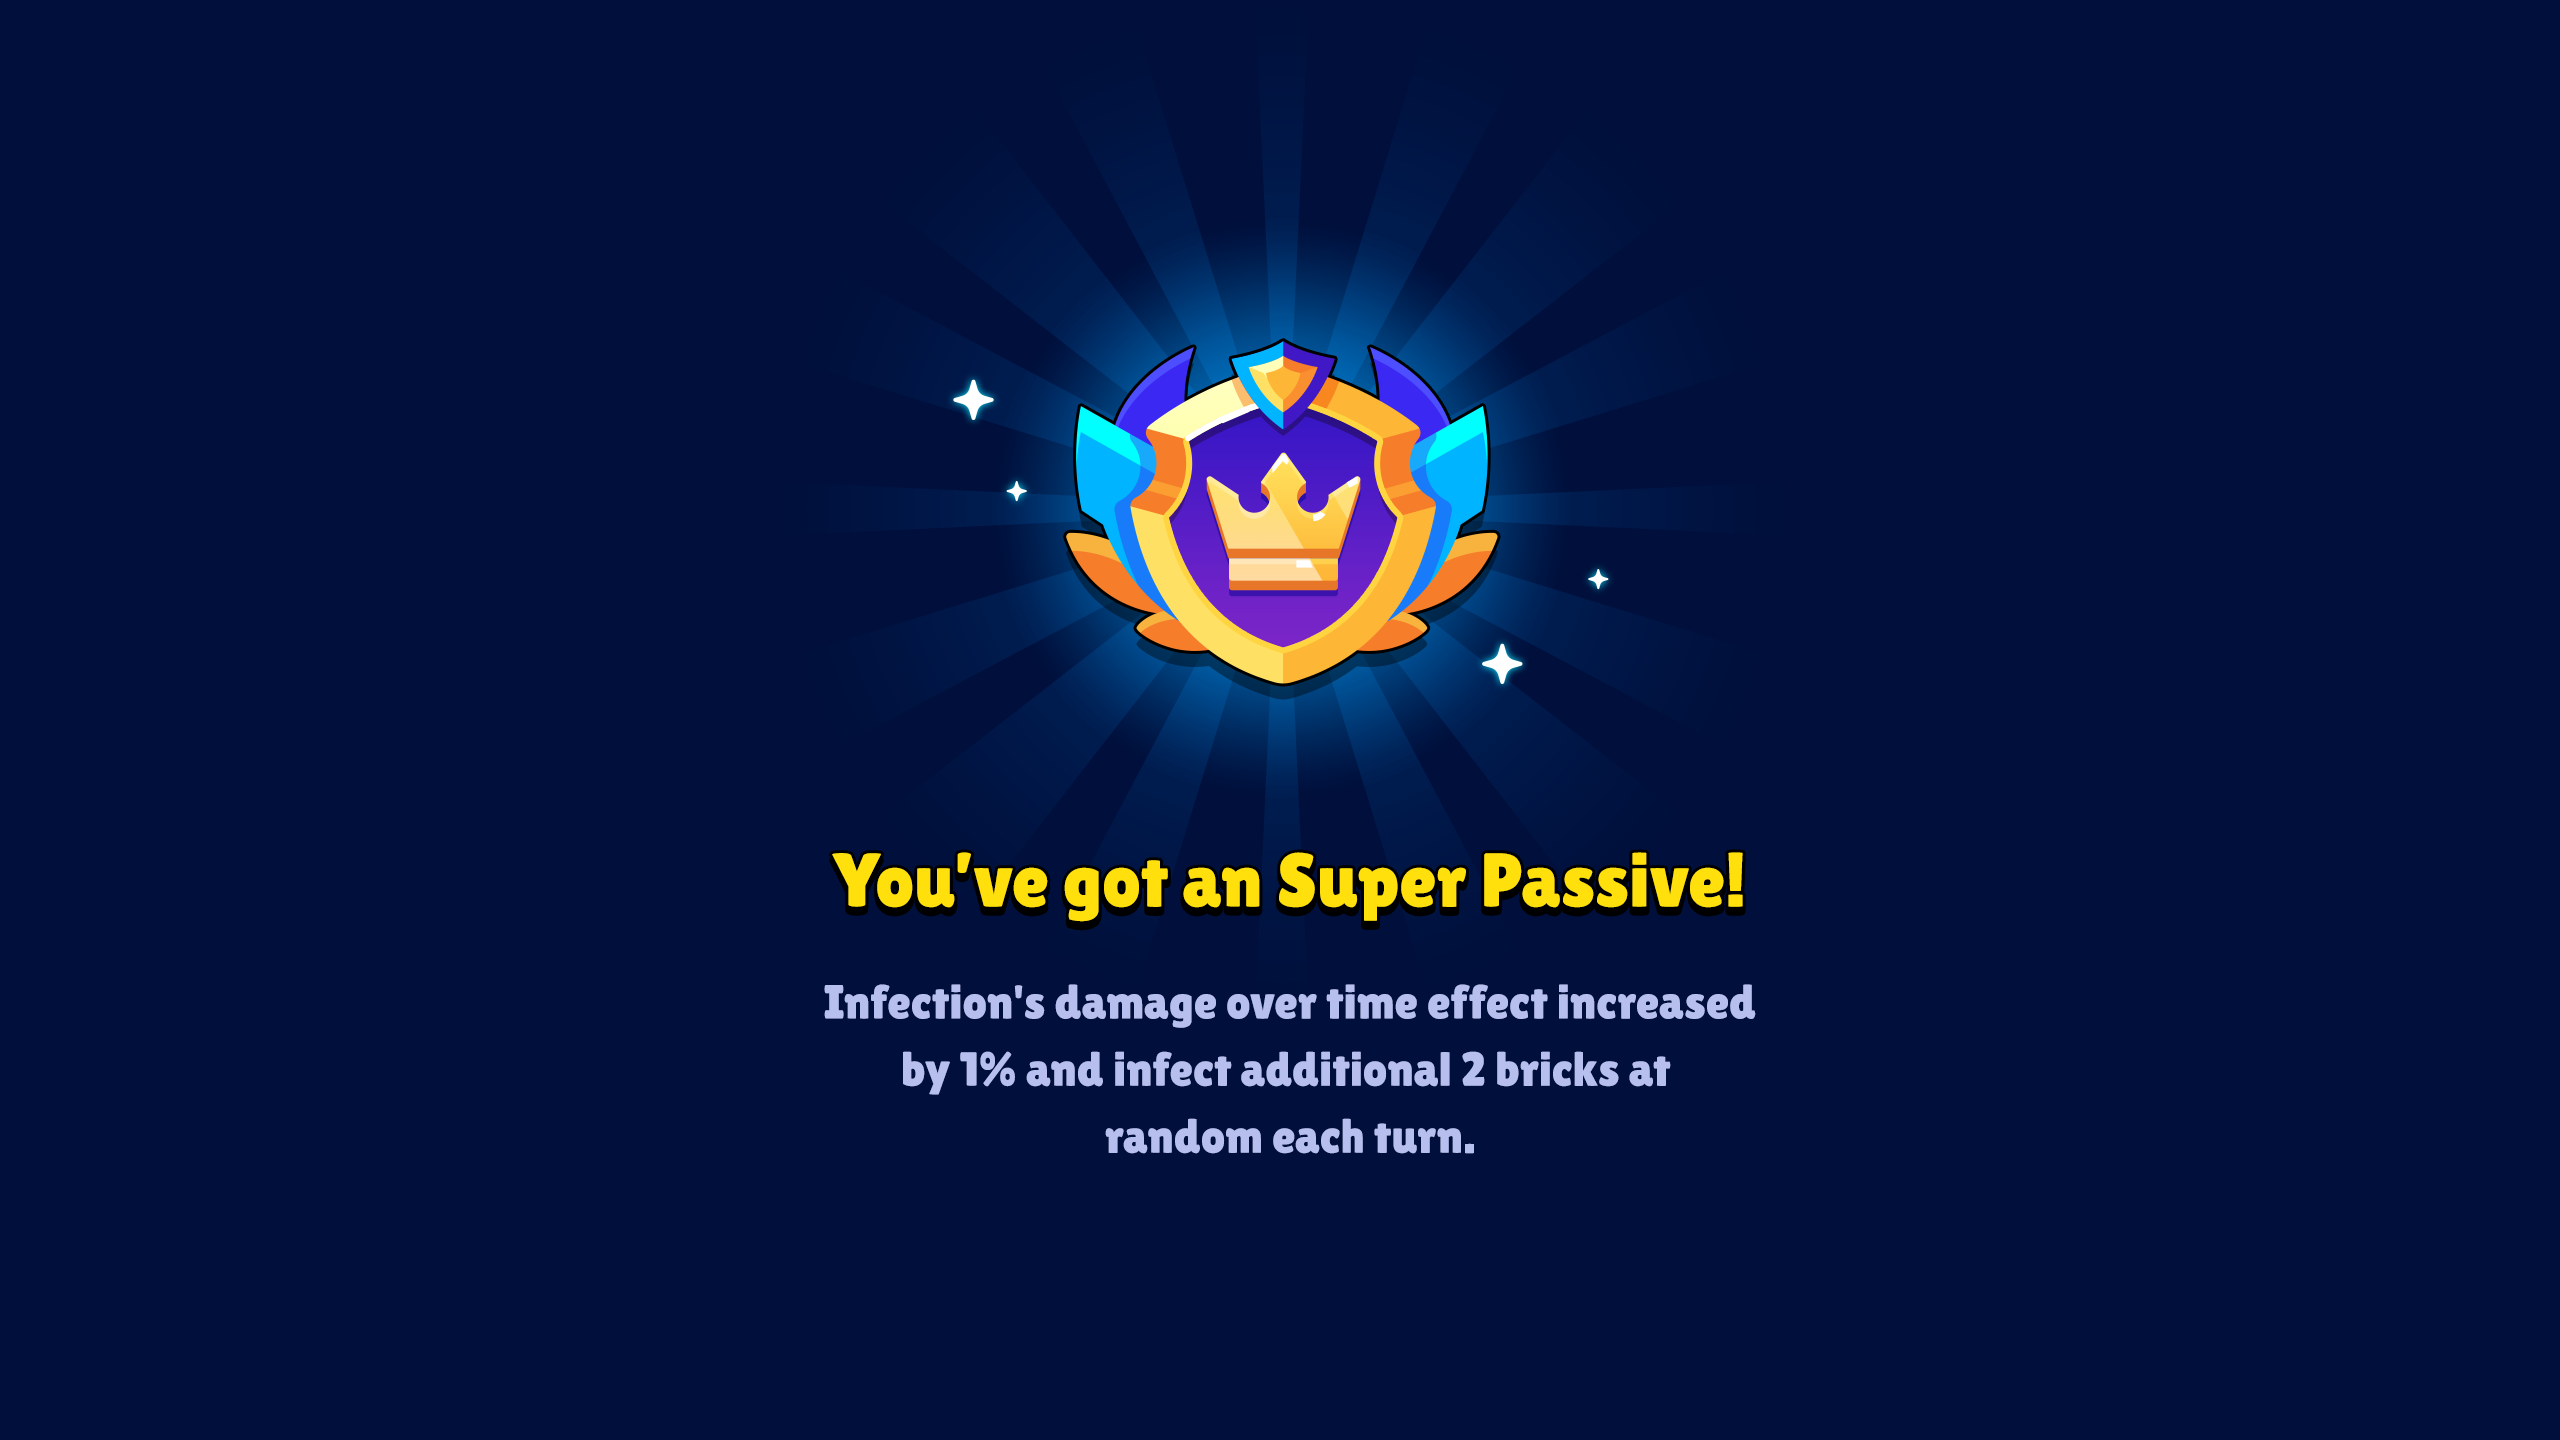 You've got an Super Passive!
Infection's damage over time effect increased
by 1% and infect additional 2 bricks at
random each turn.